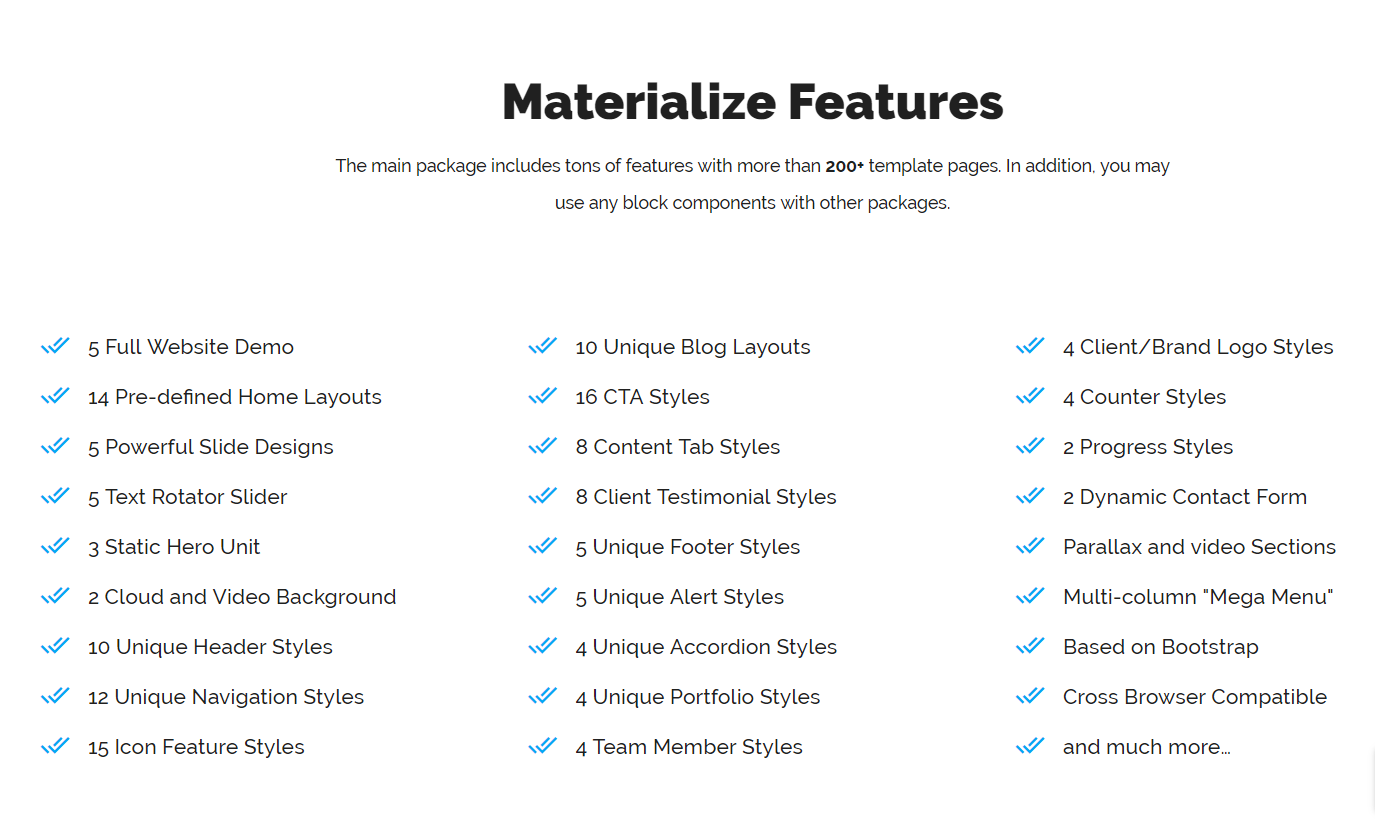 Materialize Features
The main package includes tons of features with more than 200+ template pages. In addition, you may
use any block components with other packages.
5 Full Website Demo
14 Pre-defined Home Layouts
5 Powerful Slide Designs
5 Text Rotator Slider
3 Static Hero Unit
2 Cloud and Video Background
10 Unique Header Styles
12 Unique Navigation Styles
15 Icon Feature Styles
10 Unique Blog Layouts
16 CTA Styles
8 Content Tab Styles
8 Client Testimonial Styles
5 Unique Footer Styles
5 Unique Alert Styles
4 Unique Accordion Styles
4 Unique Portfolio Styles
4 Team Member Styles
4 Client/Brand Logo Styles
4 Counter Styles
2 Progress Styles
2 Dynamic Contact Form
Parallax and video Sections
Multi-column "Mega Menu"
Based on Bootstrap
Cross Browser Compatible
and much more…